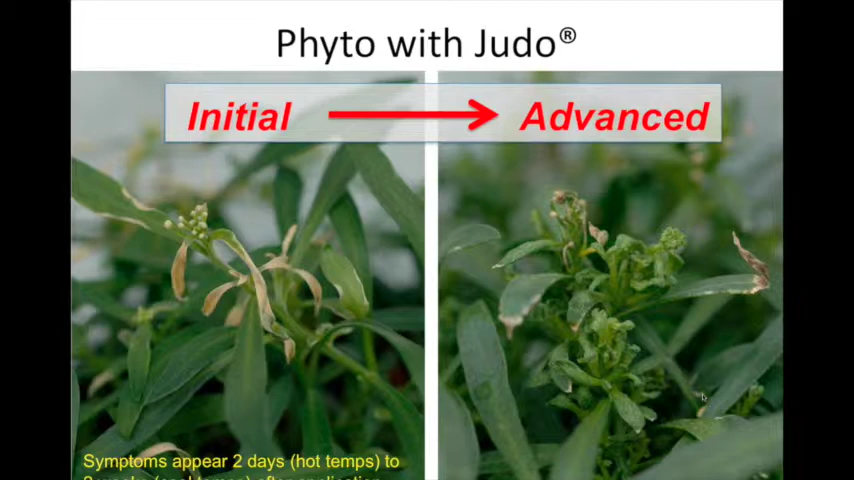 Phyto with Judo®
Initial Advanced
Symptoms appear 2 days (hot temps) to